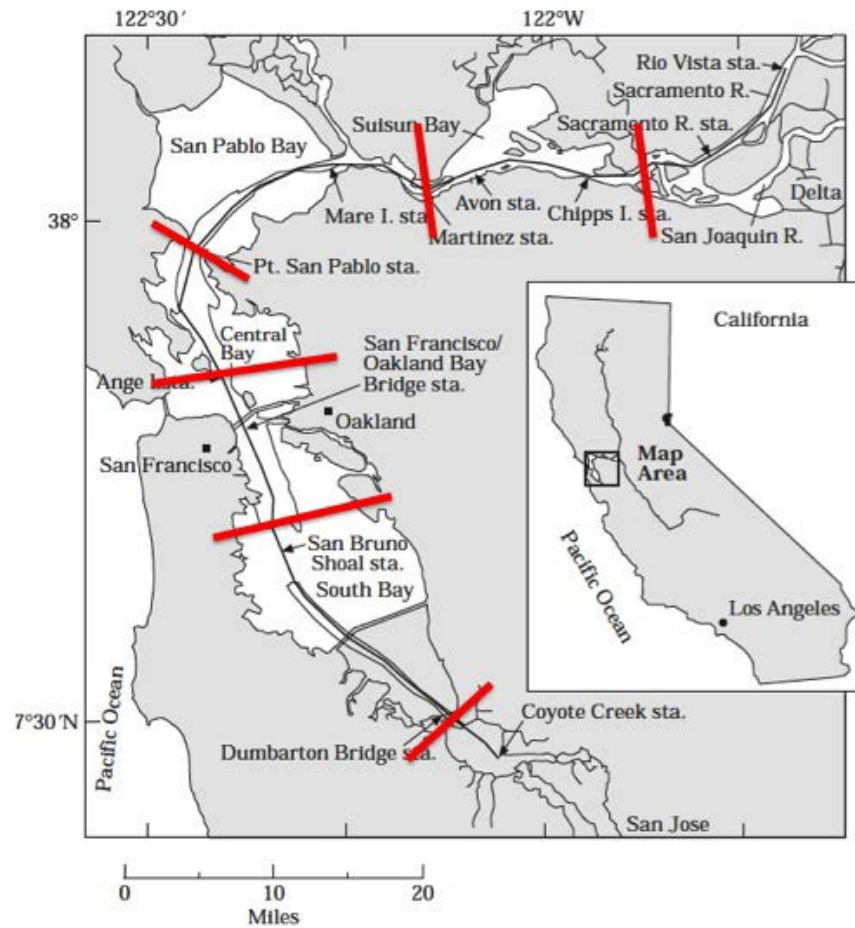 122°30′
122°W
Rio Vista sta.
Sacramento R.
Suisun Bay
Sacramento R. sta.
San Pablo Bay
Mare I. sta.
Avon sta.
Chipps I. sta.
Delta
38°
Martinez sta.
San Joaquin R.
Pt. San Pablo sta.
Central
Bay
San Francisco/
Oakland Bay
Bridge sta.
California
Oakland
San Francisco
Map
Area
San Bruno
Shoal sta.
South Bay
Pacific Ocean
Los Angeles
Pacific Ocean
7°30′N
Coyote Creek sta.
Dumbarton Bridge sta.
San Jose
0 10 20
Miles